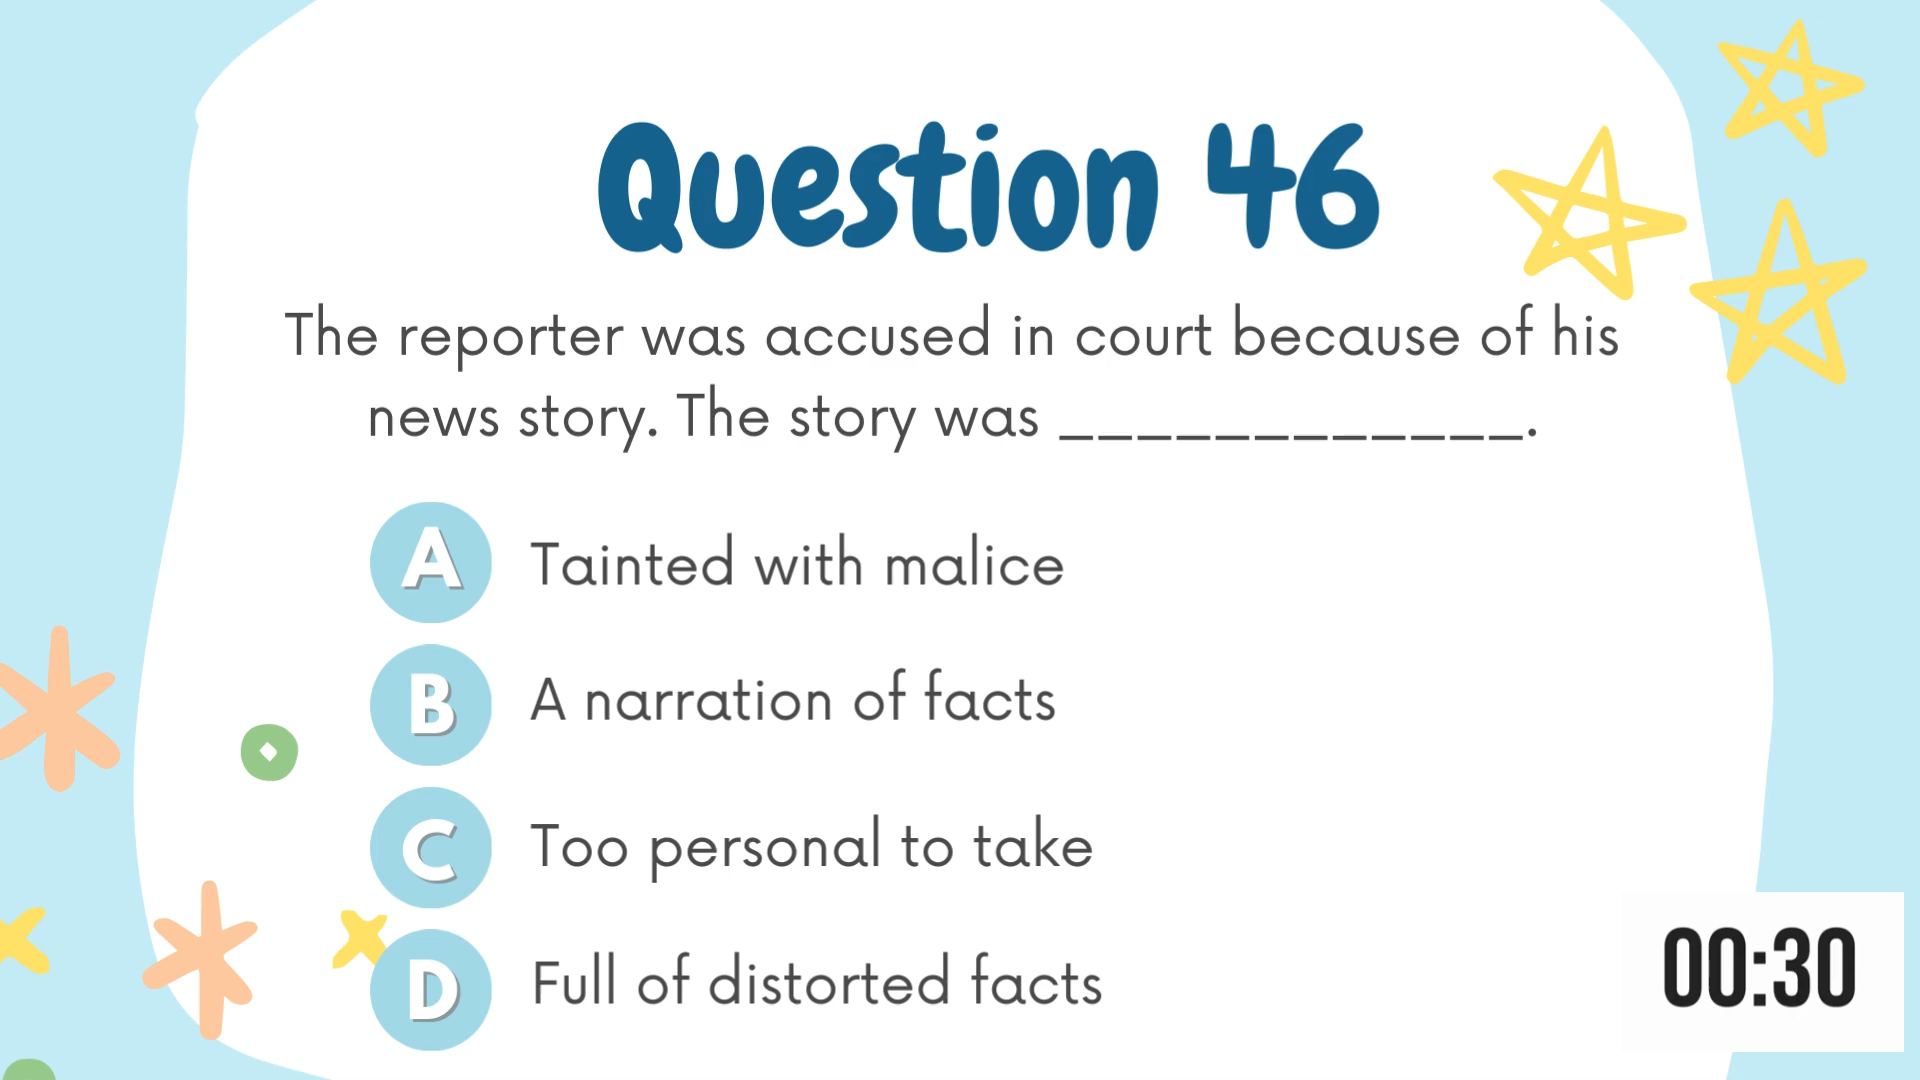 Question 46
The reporter was accused in court because of his
news story. The story was ____________.
A Tainted with malice
B A narration of facts
C Too personal to take
D Full of distorted facts
00:30